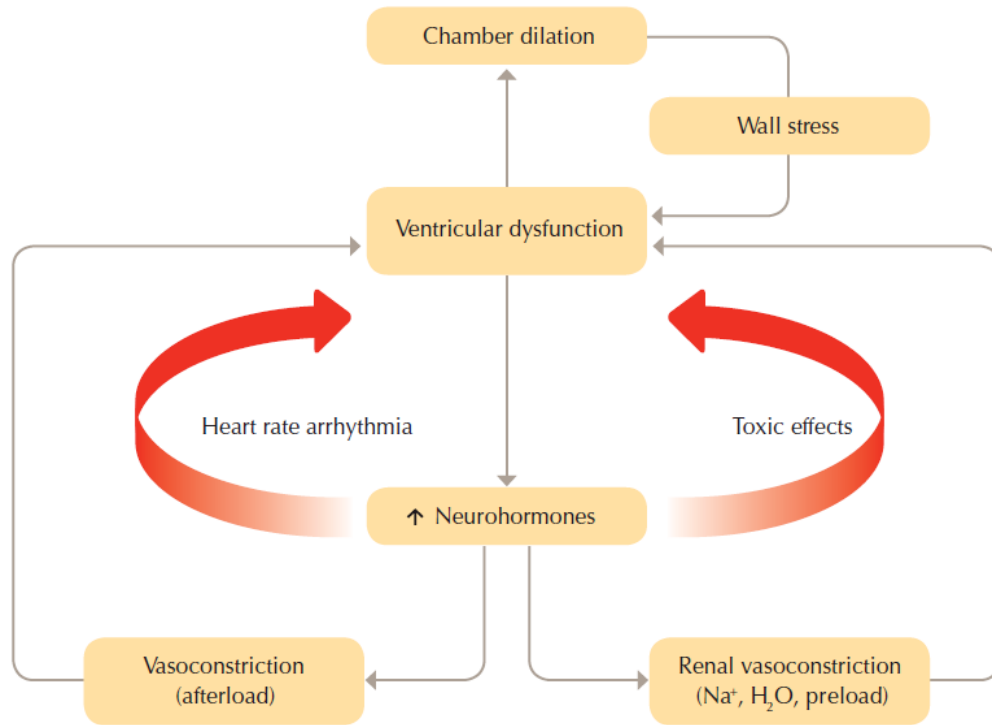 Chamber dilation
Wall stress
Ventricular dysfunction
Heart rate arrhythmia
Toxic effects
↑ Neurohormones
Vasoconstriction
(afterload)
Renal vasoconstriction
(Na⁺, H₂O, preload)